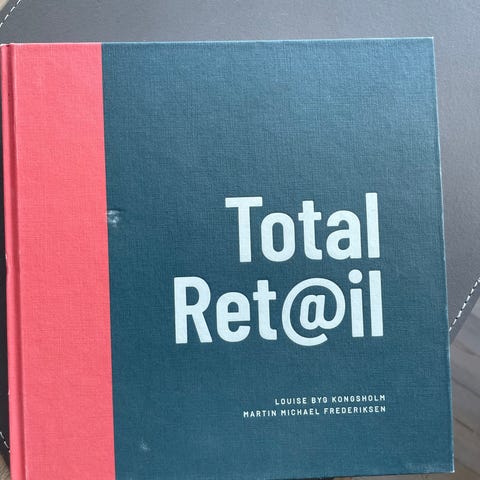 Total
Ret@il
LOUISE BYG KONGSHOLM
MARTIN MICHAEL FREDERIKSEN